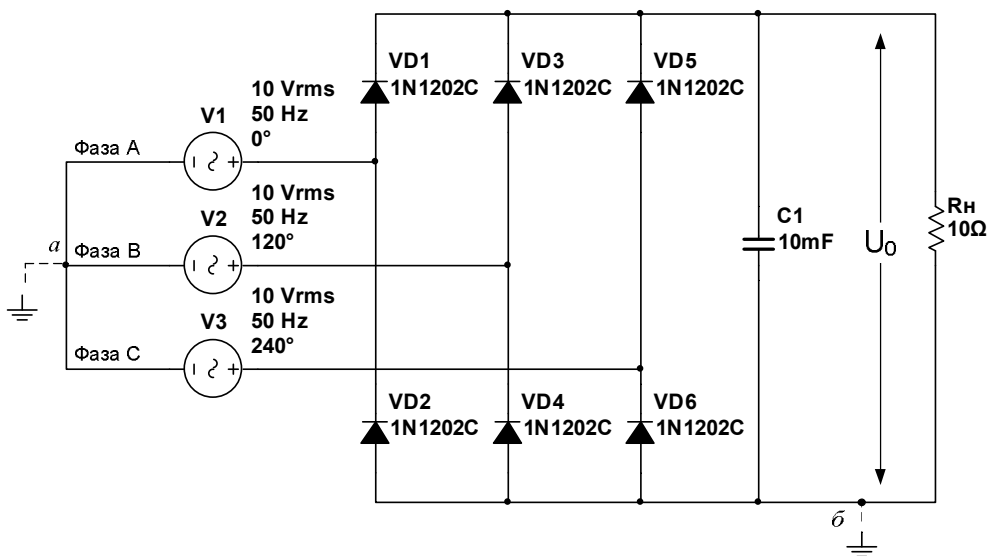 VD1
1N1202C
VD3
1N1202C
VD5
1N1202C
10 Vrms
50 Hz
0°
V1
Фаза A
10 Vrms
50 Hz
120°
V2
а
Фаза B
10 Vrms
50 Hz
240°
V3
Фаза C
C1
10mF
U0
Rн
10Ω
VD2
1N1202C
VD4
1N1202C
VD6
1N1202C
б